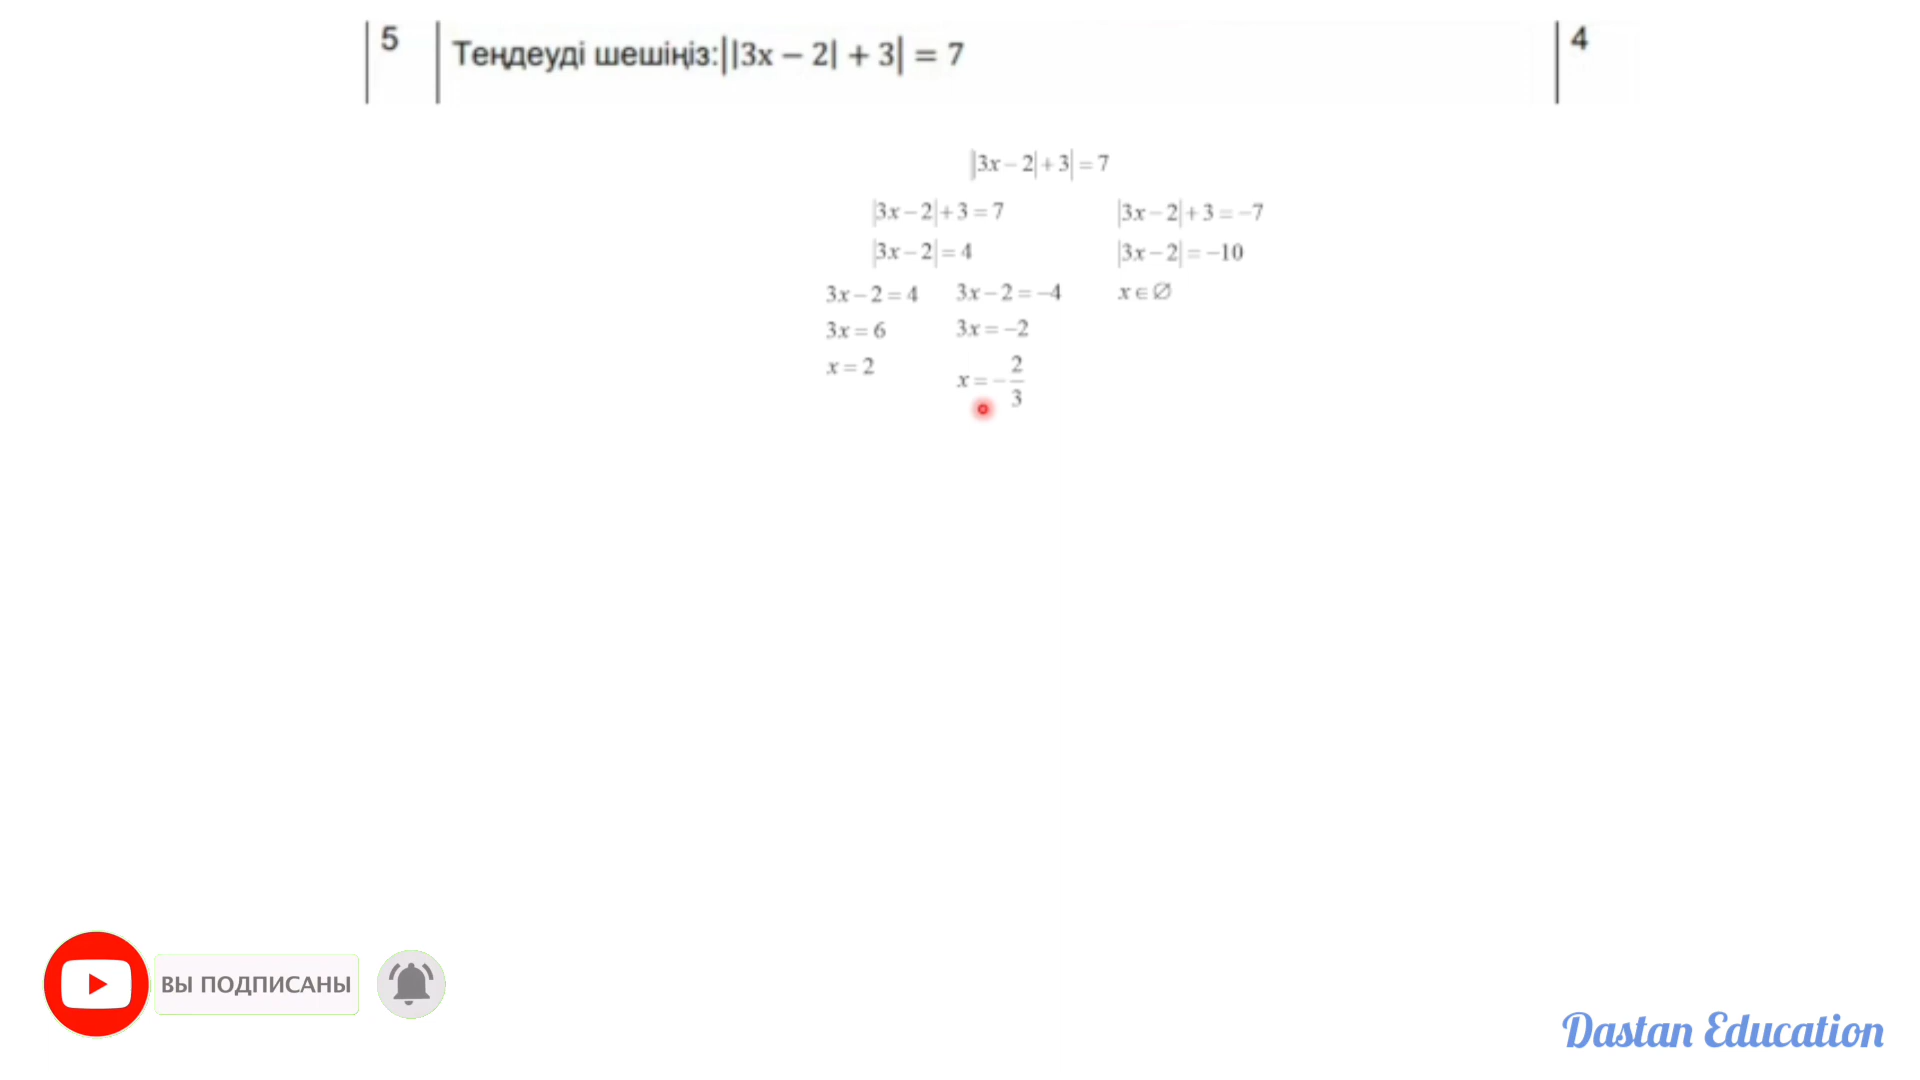 5
Теңдеуді шешіңіз:||3x − 2| + 3| = 7
4
|3x − 2| + 3| = 7
|3x − 2| + 3 = 7
|3x − 2| + 3 = −7
|3x − 2| = 4
|3x − 2| = −10
3x − 2 = 4
3x − 2 = −4
x ∈ ∅
3x = 6
3x = −2
x = 2
x = − 2/3
ВЫ ПОДПИСАНЫ
Dastan Education